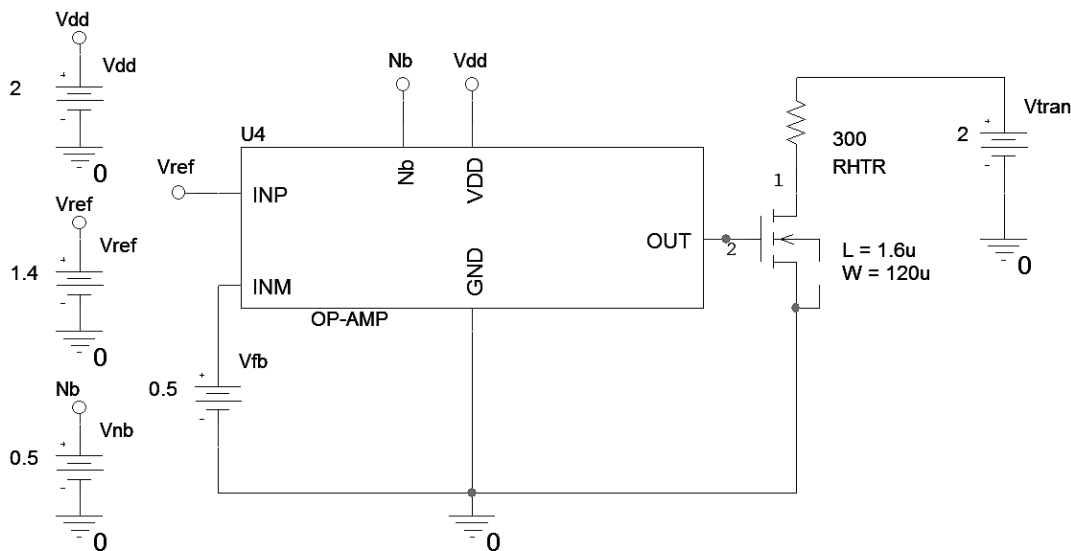 Vdd
Vdd
+
2
-
0
Vref
Vref
+
1.4
-
0
Nb
Vnb
+
0.5
-
0
Nb
Vdd
U4
Vref
INP
Nb
VDD
OUT
INM
GND
OP-AMP
Vfb
+
0.5
-
0
300
RHTR
1
2
L = 1.6u
W = 120u
Vtran
+
2
-
0